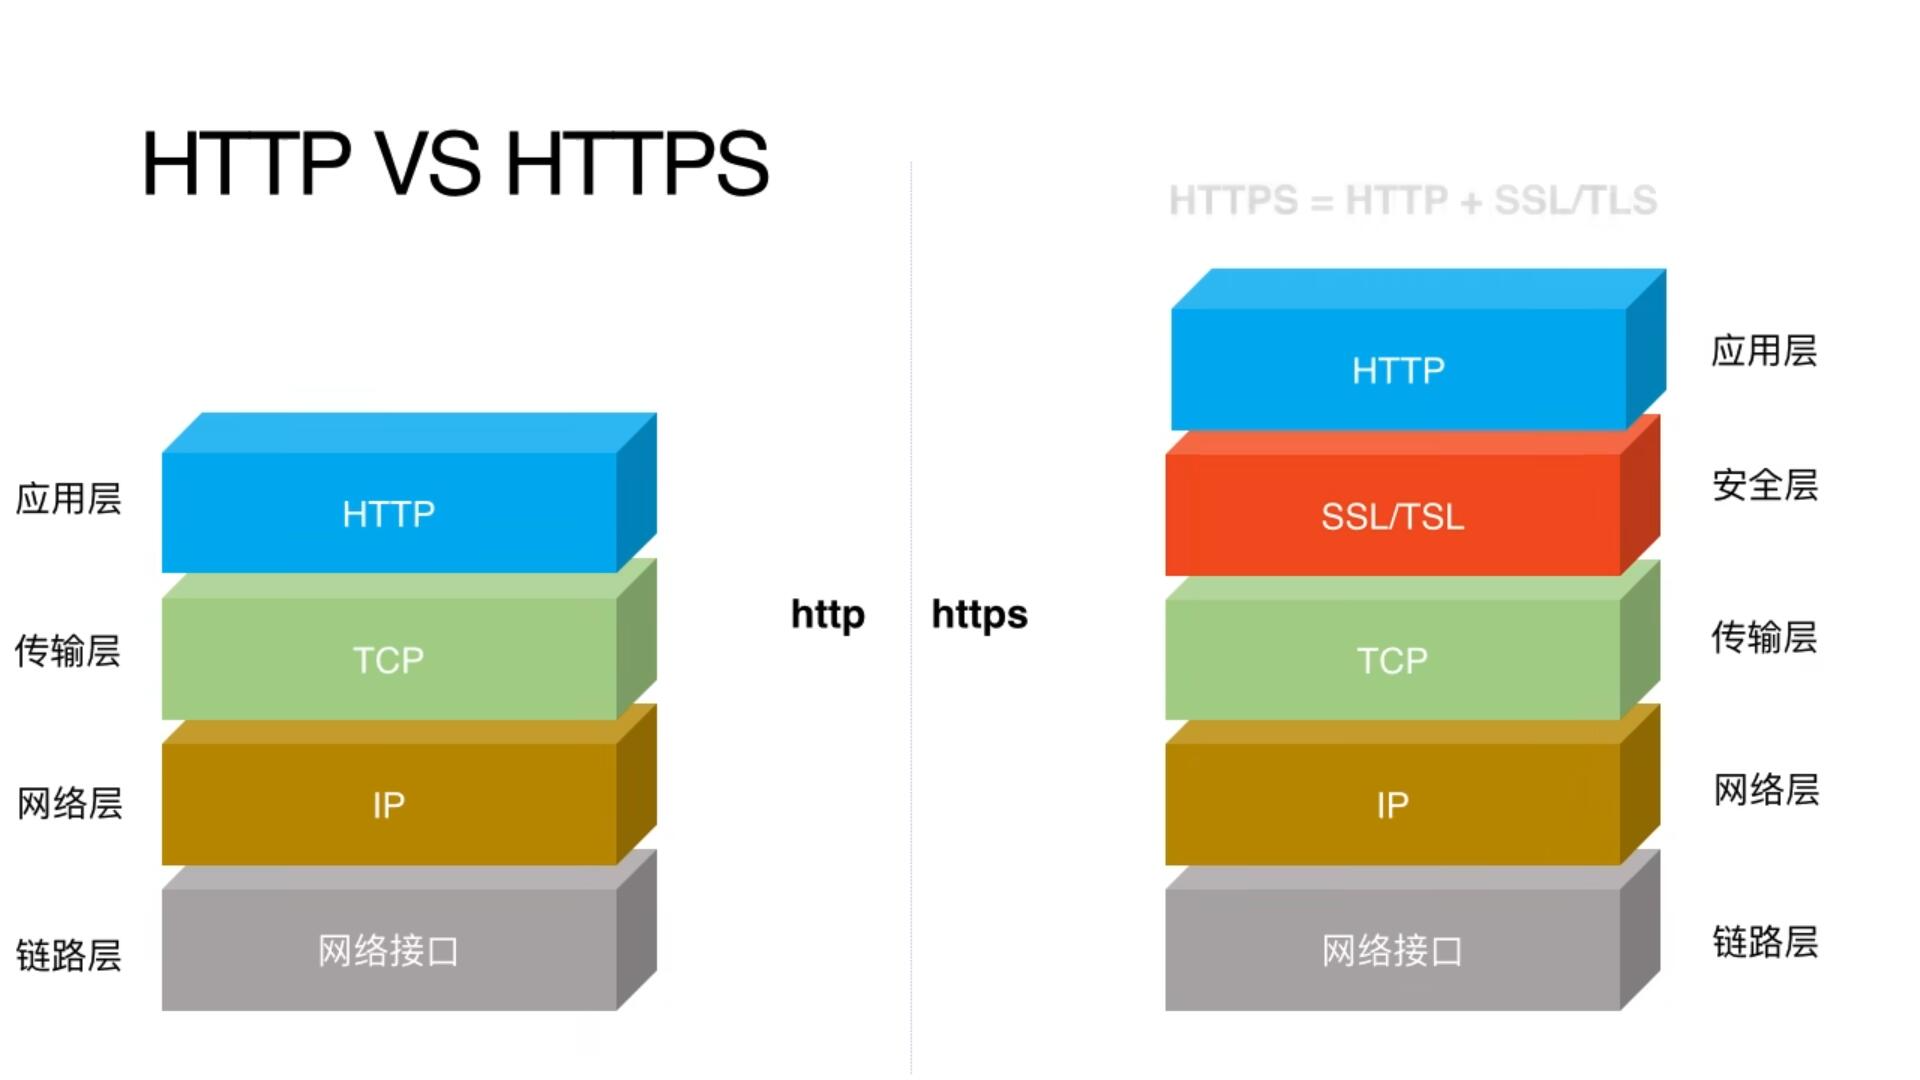 HTTP VS HTTPS
应用层
HTTP
传输层
TCP
网络层
IP
链路层
网络接口
http
https
HTTPS = HTTP + SSL/TLS
HTTP
应用层
SSL/TSL
安全层
TCP
传输层
IP
网络层
网络接口
链路层